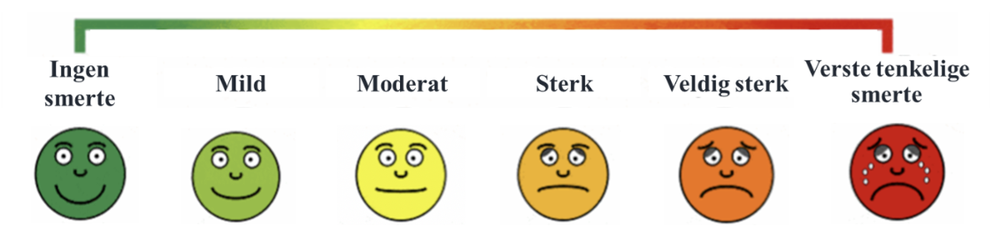 Ingen
smerte
Mild
Moderat
Sterk
Veldig sterk
Verste tenkelige
smerte